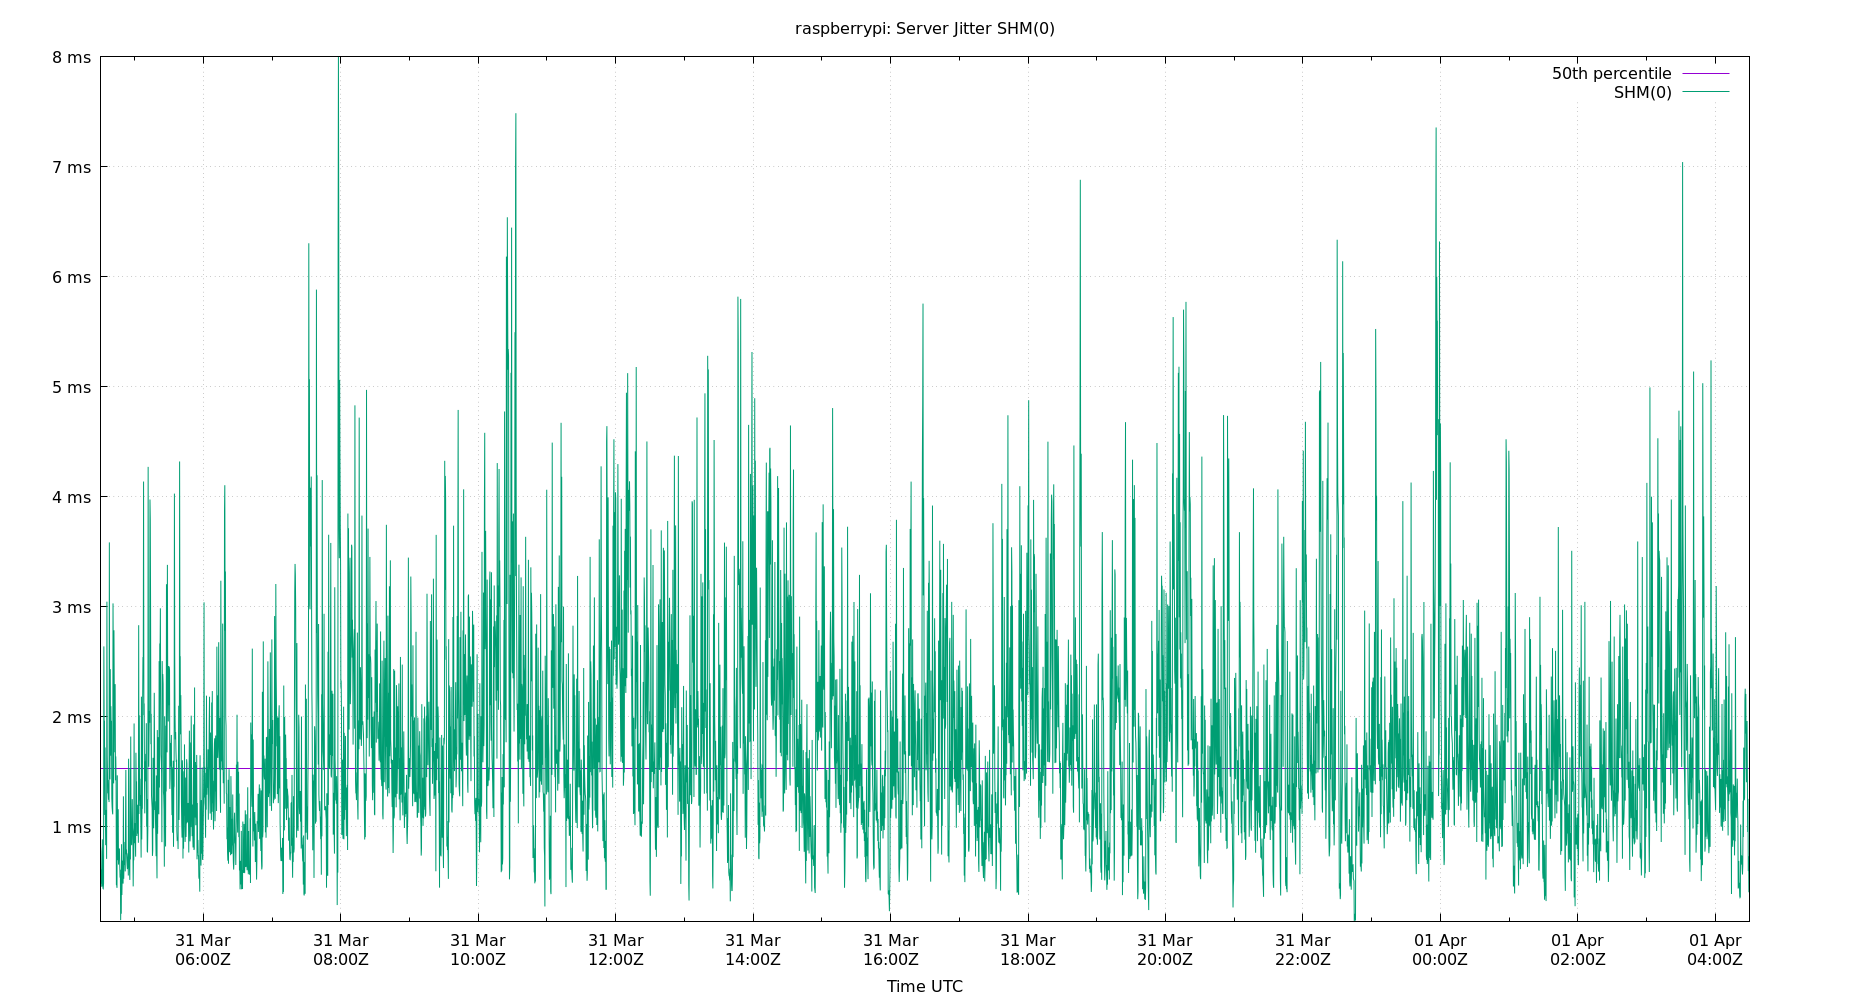 raspberrypi: Server Jitter SHM(0)
50th percentile
SHM(0)
8 ms
7 ms
6 ms
5 ms
4 ms
3 ms
2 ms
1 ms
31 Mar 31 Mar 31 Mar 31 Mar 31 Mar 31 Mar 31 Mar 31 Mar 31 Mar 01 Apr 01 Apr 01 Apr
06:00Z 08:00Z 10:00Z 12:00Z 14:00Z 16:00Z 18:00Z 20:00Z 22:00Z 00:00Z 02:00Z 04:00Z
Time UTC